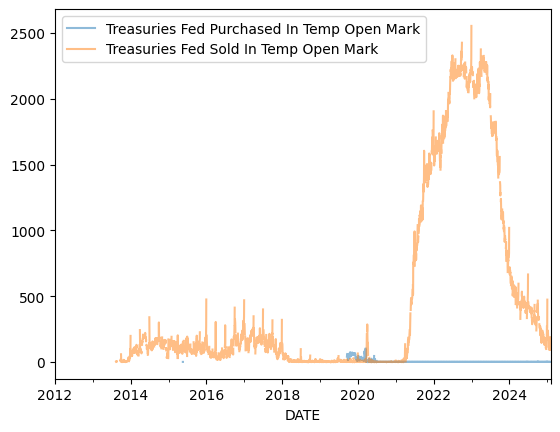 Treasuries Fed Purchased In Temp Open Mark
Treasuries Fed Sold In Temp Open Mark
2500
2000
1500
1000
500
0
2012 2014 2016 2018 2020 2022 2024
DATE